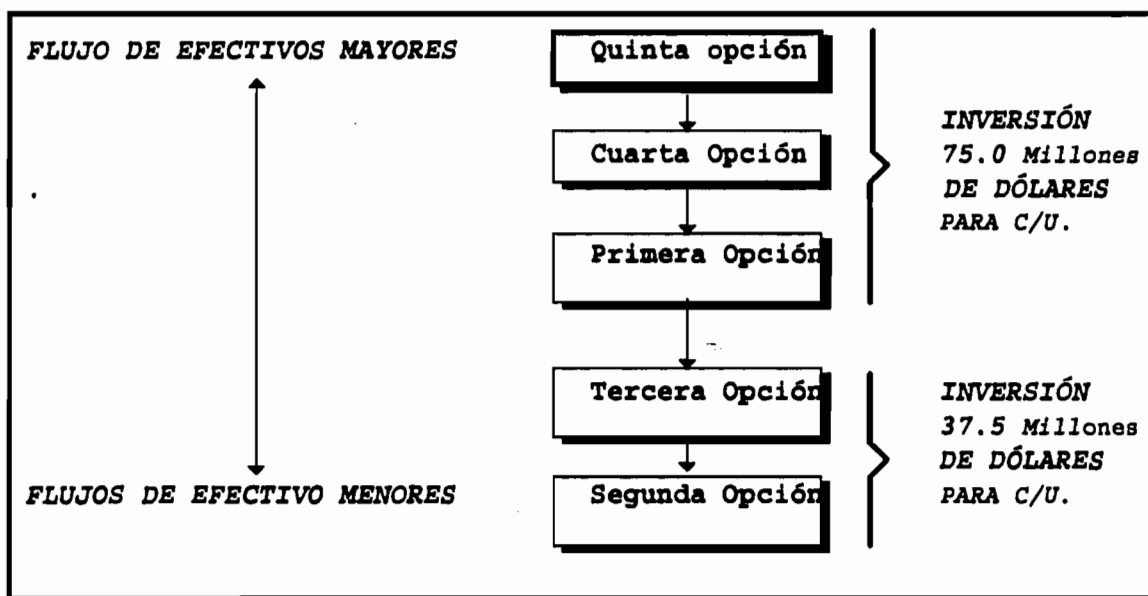 FLUJO DE EFECTIVOS MAYORES
Quinta opción
Cuarta Opción
Primera Opción
INVERSIÓN
75.0 Millones
DE DÓLARES
PARA C/U.
Tercera Opción
Segunda Opción
INVERSIÓN
37.5 Millones
DE DÓLARES
PARA C/U.
FLUJOS DE EFECTIVO MENORES